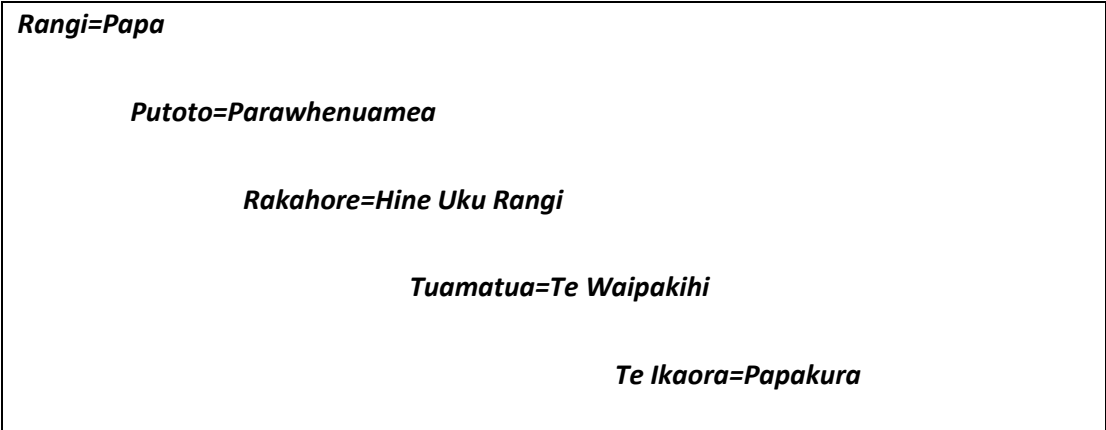 Rangi=Papa
Putoto=Parawhenuamea
Rakahore=Hine Uku Rangi
Tuamatua=Te Waipakihi
Te Ikaora=Papakura